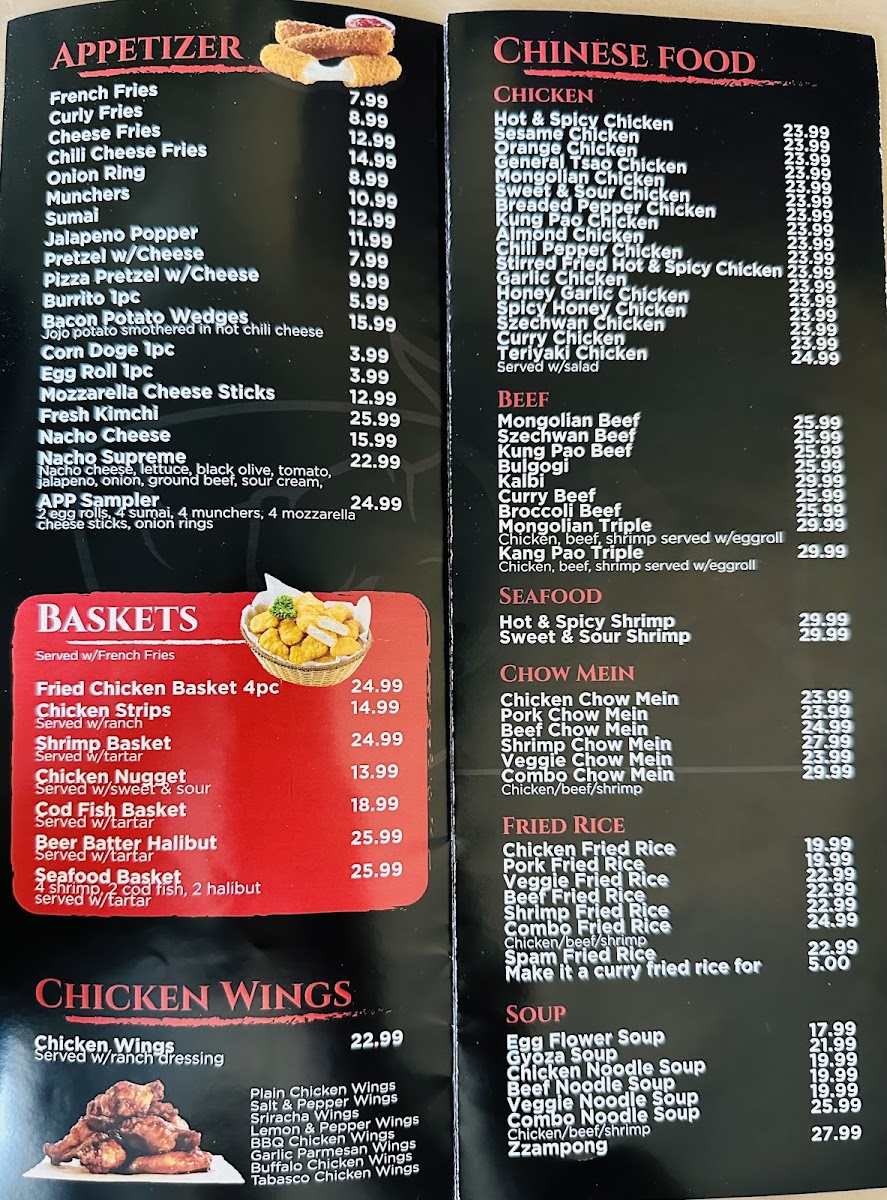 APPETIZER
French Fries 7.99
Curly Fries 8.99
Cheese Fries 12.99
Chili Cheese Fries 14.99
Onion Ring 8.99
Munchers 10.99
Sumai 12.99
Jalapeno Popper 11.99
Pretzel w/Cheese 7.99
Pizza Pretzel w/Cheese 9.99
Burrito 1pc 5.99
Bacon Potato Wedges 15.99
Jojo potato smothered in hot chili cheese
Corn Doge 1pc 3.99
Egg Roll 1pc 3.99
Mozzarella Cheese Sticks 12.99
Fresh Kimchi 25.99
Nacho Cheese 15.99
Nacho Supreme 22.99
Nacho cheese, lettuce, black olive, tomato,
jalapeno, onion, ground beef, sour cream,
APP Sampler 24.99
2 egg rolls, 4 sumai, 4 munchers, 4 mozzarella
cheese sticks, onion rings
BASKETS
Served w/French Fries
Fried Chicken Basket 4pc 24.99
Chicken Strips 14.99
Served w/ranch
Shrimp Basket 24.99
Served w/tartar
Chicken Nugget 13.99
Served w/sweet & sour
Cod Fish Basket 18.99
Served w/tartar
Beer Batter Halibut 25.99
Served w/tartar
Seafood Basket 25.99
4 shrimp, 2 cod fish, 2 halibut
served w/tartar
CHICKEN WINGS
Chicken Wings 22.99
Served w/ranch dressing
Plain Chicken Wings
Salt & Pepper Wings
Sriracha Wings
Lemon & Pepper Wings
BBQ Chicken Wings
Garlic Parmesan Wings
Buffalo Chicken Wings
Tabasco Chicken Wings
CHINESE FOOD
CHICKEN
Hot & Spicy Chicken 23.99
Sesame Chicken 23.99
Orange Chicken 23.99
General Tsao Chicken 23.99
Mongolian Chicken 23.99
Sweet & Sour Chicken 23.99
Breaded Pepper Chicken 23.99
Kung Pao Chicken 23.99
Almond Chicken 23.99
Chili Pepper Chicken 23.99
Stirred Fried Hot & Spicy Chicken 23.99
Garlic Chicken 23.99
Honey Garlic Chicken 23.99
Spicy Honey Chicken 23.99
Szechwan Chicken 23.99
Curry Chicken 23.99
Teriyaki Chicken 24.99
Served w/salad
BEEF
Mongolian Beef 25.99
Szechwan Beef 25.99
Kung Pao Beef 25.99
Bulgogi 25.99
Kalbi 29.99
Curry Beef 25.99
Broccoli Beef 25.99
Mongolian Triple 29.99
Chicken, beef, shrimp served w/eggroll
Kang Pao Triple 29.99
Chicken, beef, shrimp served w/eggroll
SEAFOOD
Hot & Spicy Shrimp 29.99
Sweet & Sour Shrimp 29.99
CHOW MEIN
Chicken Chow Mein 23.99
Pork Chow Mein 23.99
Beef Chow Mein 24.99
Shrimp Chow Mein 27.99
Veggie Chow Mein 23.99
Combo Chow Mein 29.99
Chicken/beef/shrimp
FRIED RICE
Chicken Fried Rice 19.99
Pork Fried Rice 19.99
Veggie Fried Rice 22.99
Beef Fried Rice 22.99
Shrimp Fried Rice 22.99
Combo Fried Rice 24.99
Chicken/beef/shrimp
Spam Fried Rice 22.99
Make it a curry fried rice for 5.00
SOUP
Egg Flower Soup 17.99
Gyoza Soup 21.99
Chicken Noodle Soup 19.99
Beef Noodle Soup 19.99
Veggie Noodle Soup 19.99
Combo Noodle Soup 25.99
Chicken/beef/shrimp
Zzampong 27.99